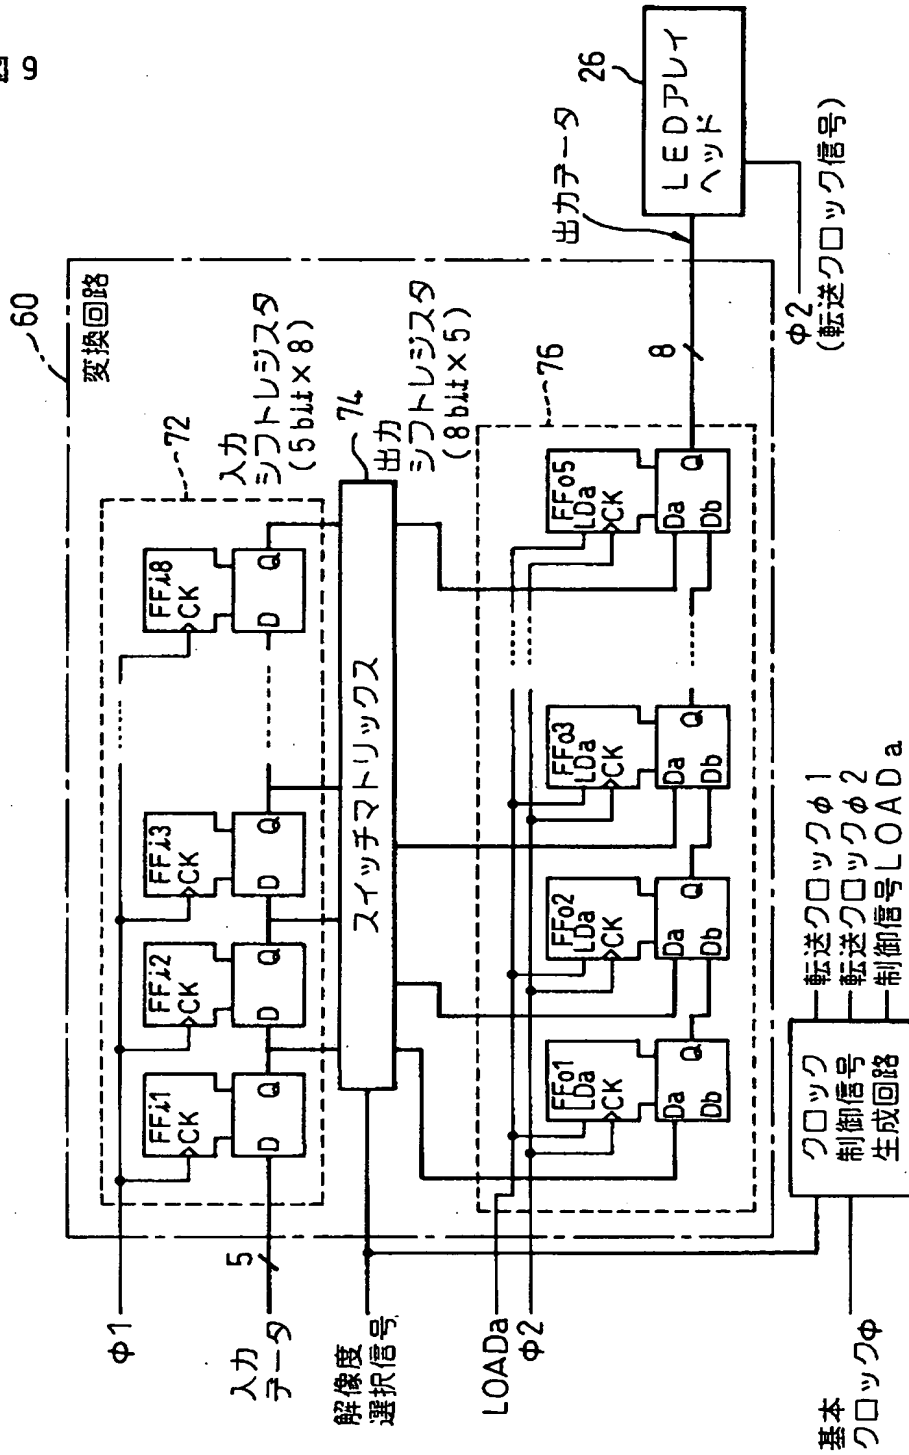 図9
60
変換回路
72
入力
シフトレジスタ
(5bit×8)
φ1
FFi1
CK
D
Q
FFi2
CK
D
Q
FFi3
CK
D
Q
FFi8
CK
D
Q
入力
データ
5
解像度
選択信号
スイッチマトリックス
74
出力
シフトレジスタ
(8bit×5)
76
LOADa
φ2
FFo1
LDa
CK
Da
Db
Q
FFo2
LDa
CK
Da
Db
Q
FFo3
LDa
CK
Da
Db
Q
FFo5
LDa
CK
Da
Db
Q
8
出力データ
26
LEDアレイ
ヘッド
φ2
(転送クロック信号)
基本
クロックφ
クロック
制御信号
生成回路
転送クロックφ1
転送クロックφ2
制御信号LOADa